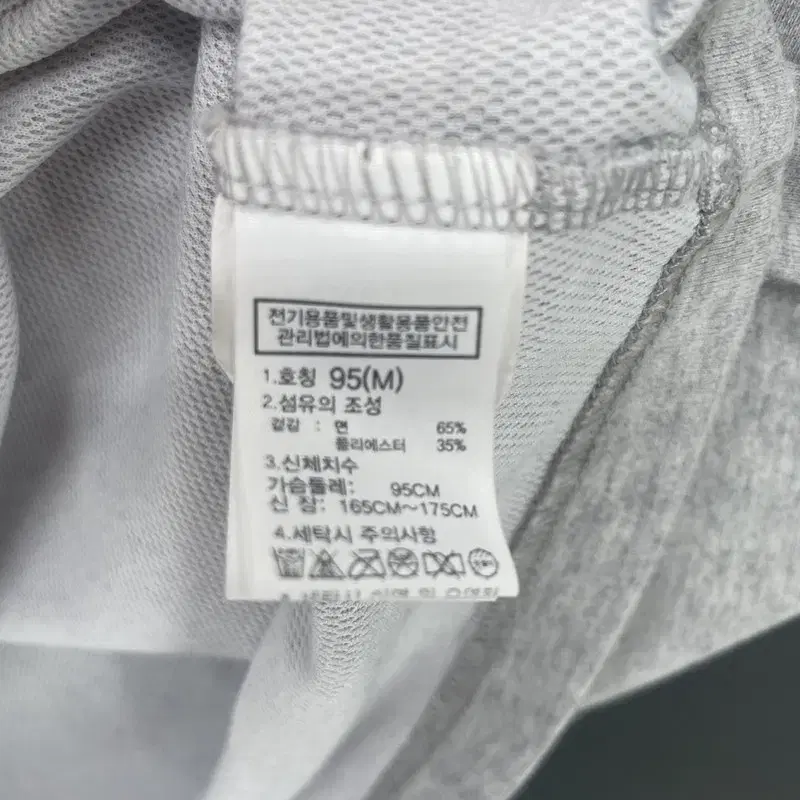 전기용품및생활용품안전
관리법에의한품질표시
1.호칭 95(M)
2.섬유의 조성
겉감 : 면 65%
폴리에스터 35%
3.신체치수
가슴둘레: 95CM
신 장: 165CM~175CM
4.세탁시 주의사항